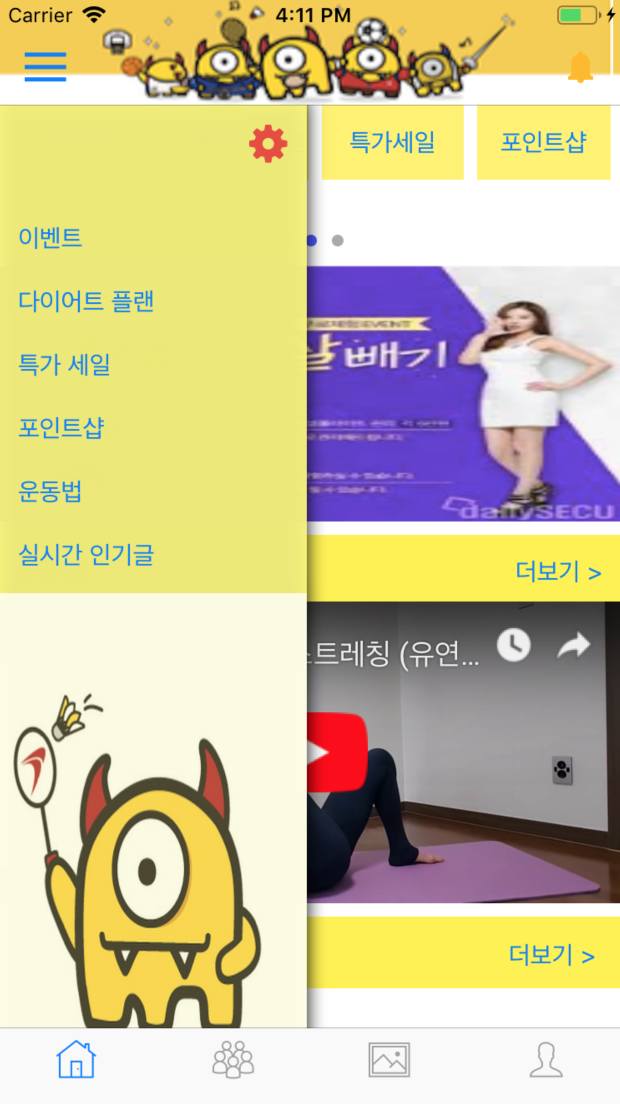 Carrier 4:11 PM
특가세일 포인트샵
이벤트
다이어트 플랜
특가 세일
포인트샵
운동법
실시간 인기글
EVENT
살빼기
dailySECU
더보기 >
스트레칭 (유연...
더보기 >